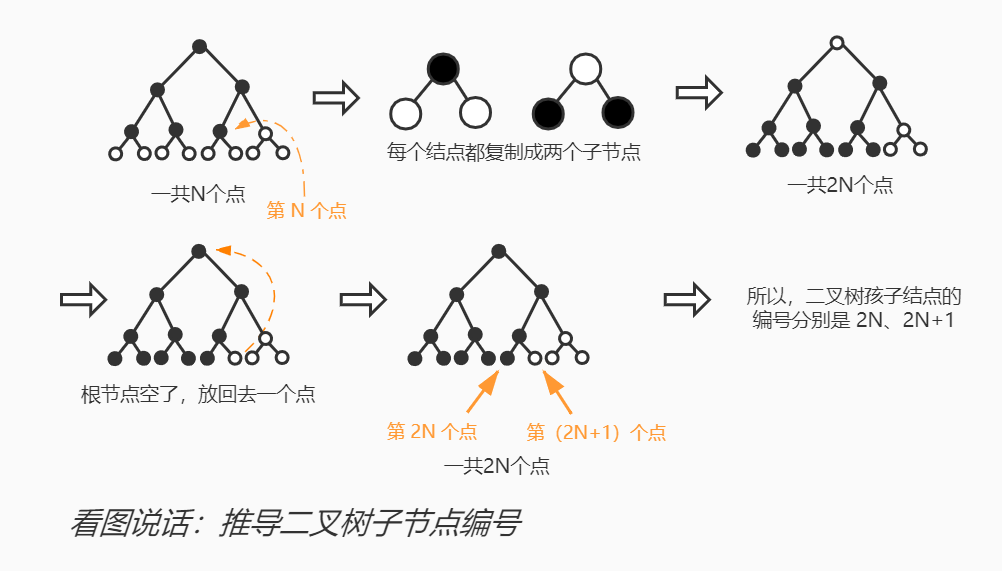 每个结点都复制成两个子节点
一共N个点
第 N 个点
一共2N个点
根节点空了，放回去一个点
第 2N 个点
第（2N+1）个点
一共2N个点
所以，二叉树孩子结点的
编号分别是 2N、2N+1
看图说话：推导二叉树子节点编号